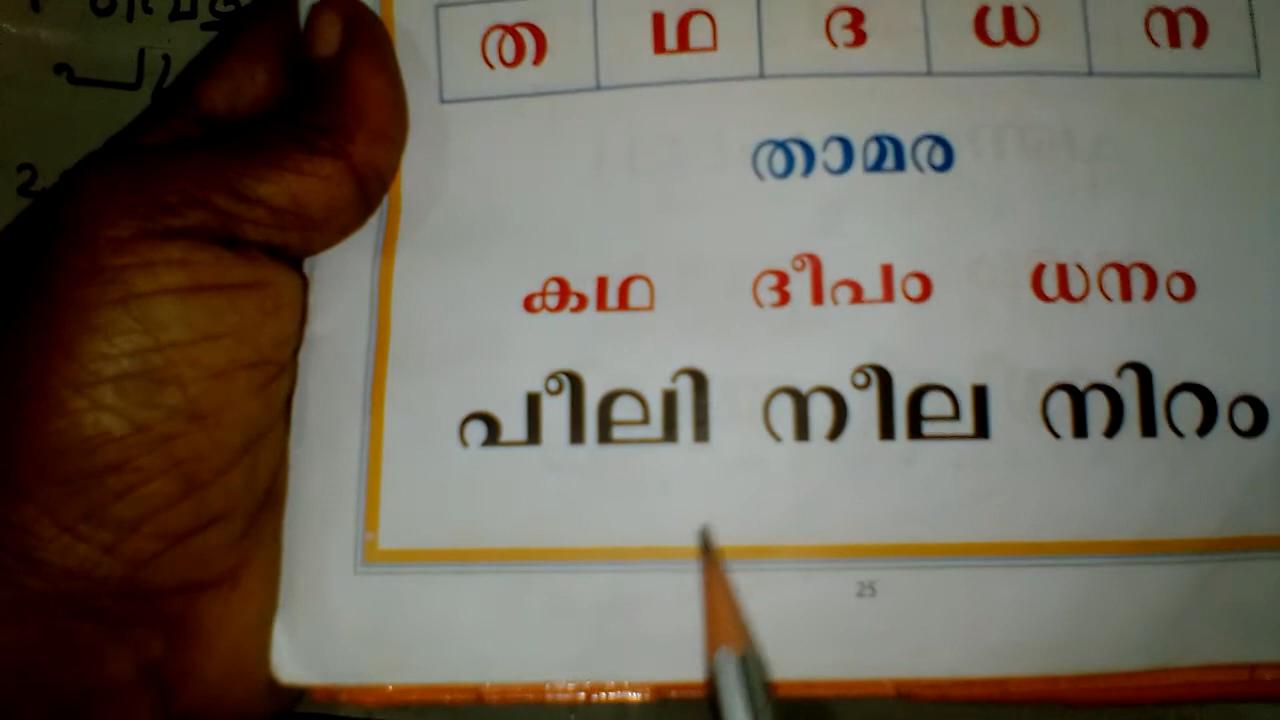 ത ഥ ദ ധ ന
താമര
കഥ ദീപം ധനം
പീലി നീല നിറം
25